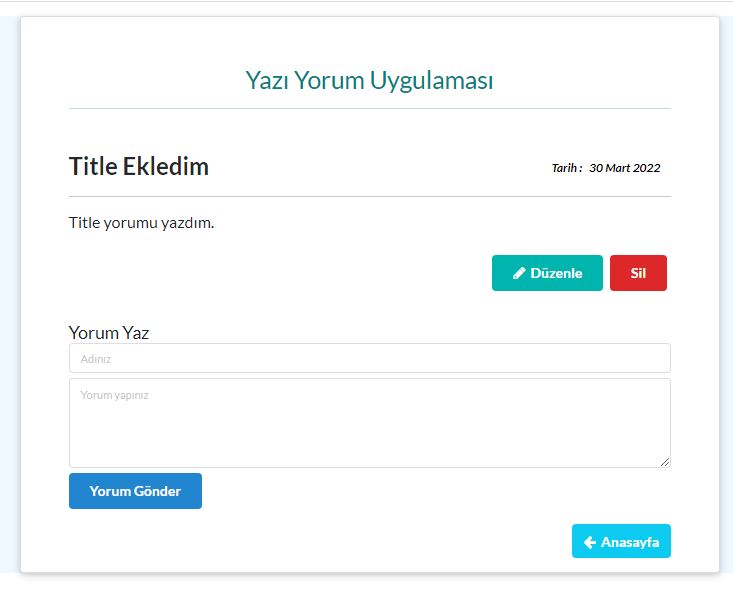 Yazı Yorum Uygulaması
Title Ekledim
Tarih : 30 Mart 2022
Title yorumu yazdım.
Düzenle
Sil
Yorum Yaz
Adınız
Yorum yapınız
Yorum Gönder
Anasayfa